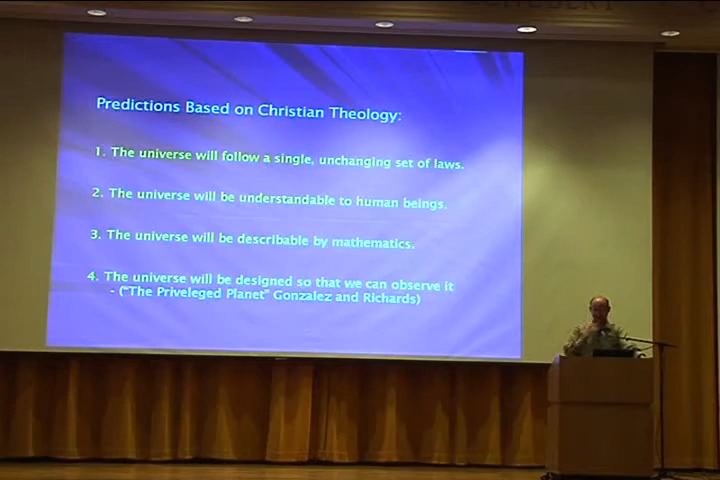 SCHUBERT
Predictions Based on Christian Theology:
1. The universe will follow a single, unchanging set of laws.
2. The universe will be understandable to human beings.
3. The universe will be describable by mathematics.
4. The universe will be designed so that we can observe it
- ("The Priveleged Planet" Gonzalez and Richards)